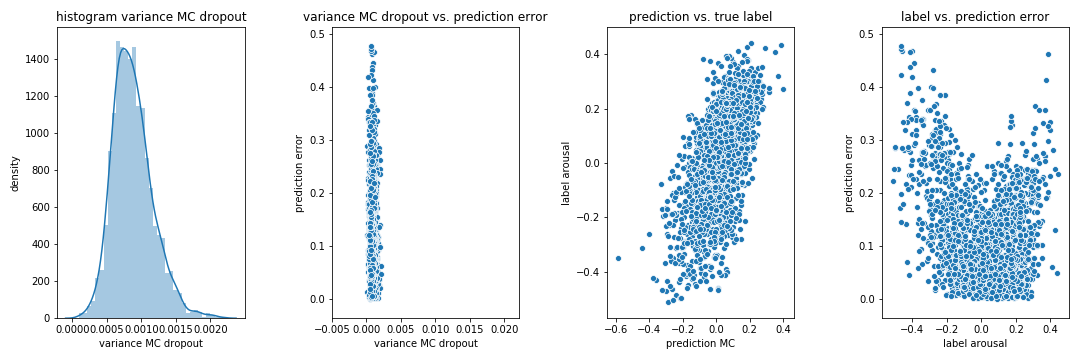 histogram variance MC dropout
variance MC dropout vs. prediction error
prediction vs. true label
label vs. prediction error
density
1400
1200
1000
800
600
400
200
0
0.0000 0.0005 0.0010 0.0015 0.0020
variance MC dropout
prediction error
0.5
0.4
0.3
0.2
0.1
0.0
−0.005 0.000 0.005 0.010 0.015 0.020
variance MC dropout
label arousal
0.4
0.2
0.0
−0.2
−0.4
−0.6 −0.4 −0.2 0.0 0.2 0.4
prediction MC
prediction error
0.5
0.4
0.3
0.2
0.1
0.0
−0.4 −0.2 0.0 0.2 0.4
label arousal